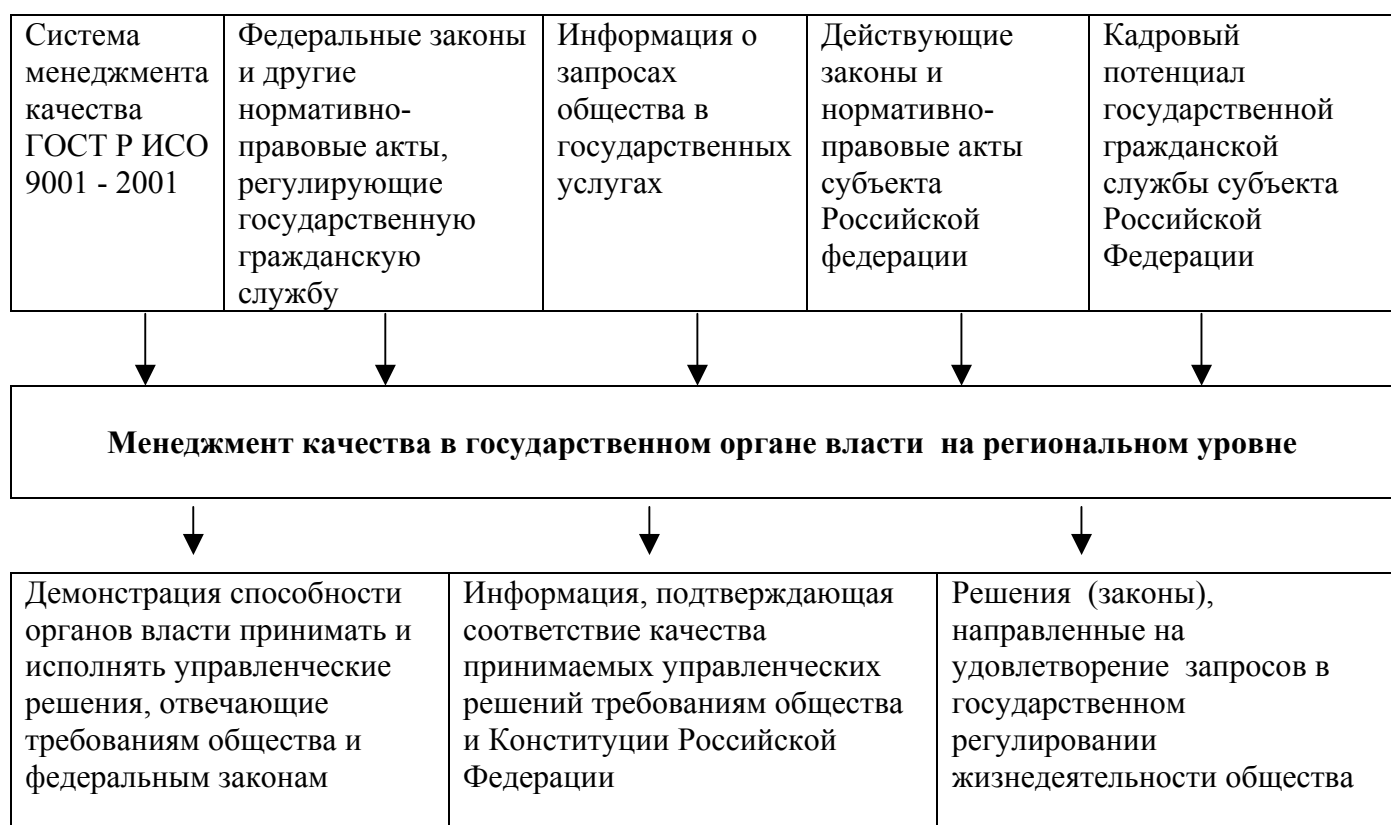 Система
менеджмента
качества
ГОСТ Р ИСО
9001 - 2001
Федеральные законы
и другие
нормативно-
правовые акты,
регулирующие
государственную
гражданскую
службу
Информация о
запросах
общества в
государственных
услугах
Действующие
законы и
нормативно-
правовые акты
субъекта
Российской
федерации
Кадровый
потенциал
государственной
гражданской
службы субъекта
Российской
Федерации
Менеджмент качества в государственном органе власти на региональном уровне
Демонстрация способности
органов власти принимать и
исполнять управленческие
решения, отвечающие
требованиям общества и
федеральным законам
Информация, подтверждающая
соответствие качества
принимаемых управленческих
решений требованиям общества
и Конституции Российской
Федерации
Решения (законы),
направленные на
удовлетворение запросов в
государственном
регулировании
жизнедеятельности общества